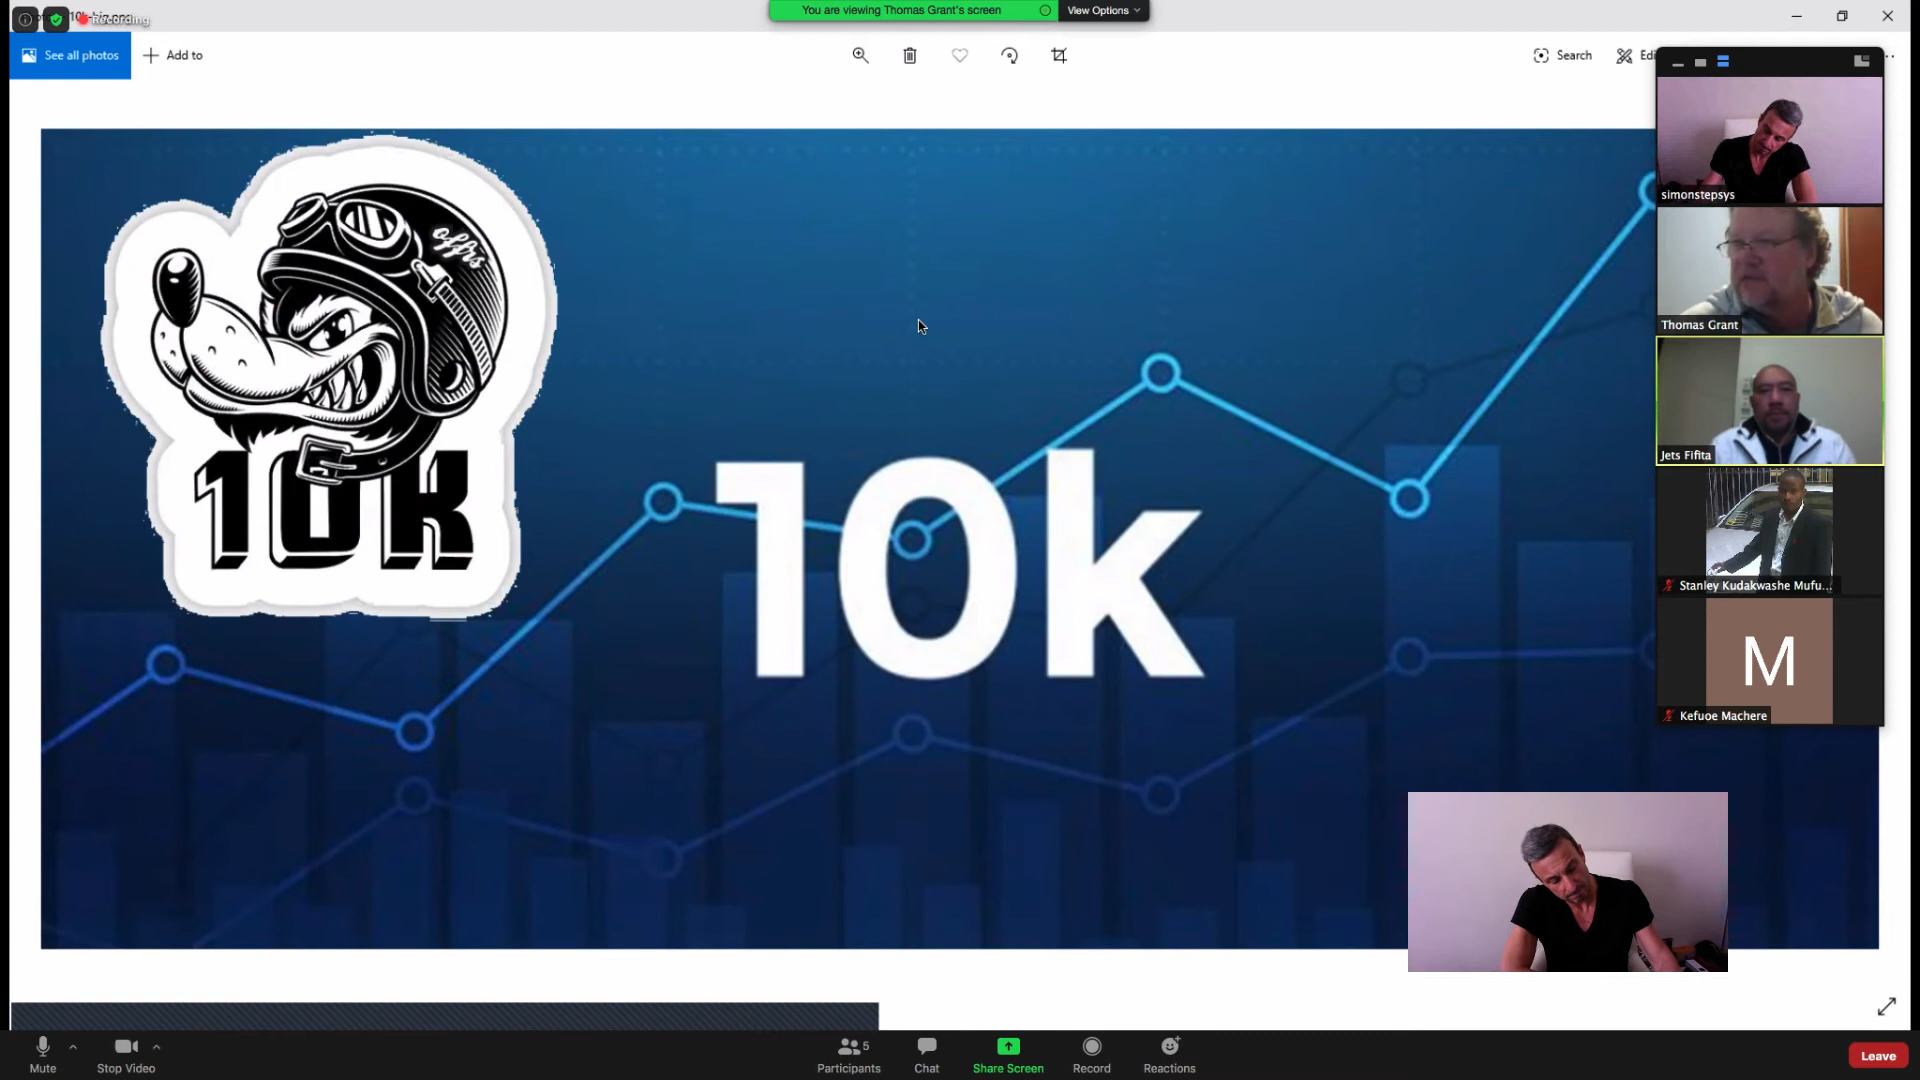 Recording
You are viewing Thomas Grant's screen
View Options
See all photos
Add to
Search
simonstepsys
Thomas Grant
Jets Fifita
Stanley Kudakwashe Mufu...
M
Kefuoe Machere
offrs
10K
10k
Mute
Stop Video
5
Participants
Chat
Share Screen
Record
Reactions
Leave